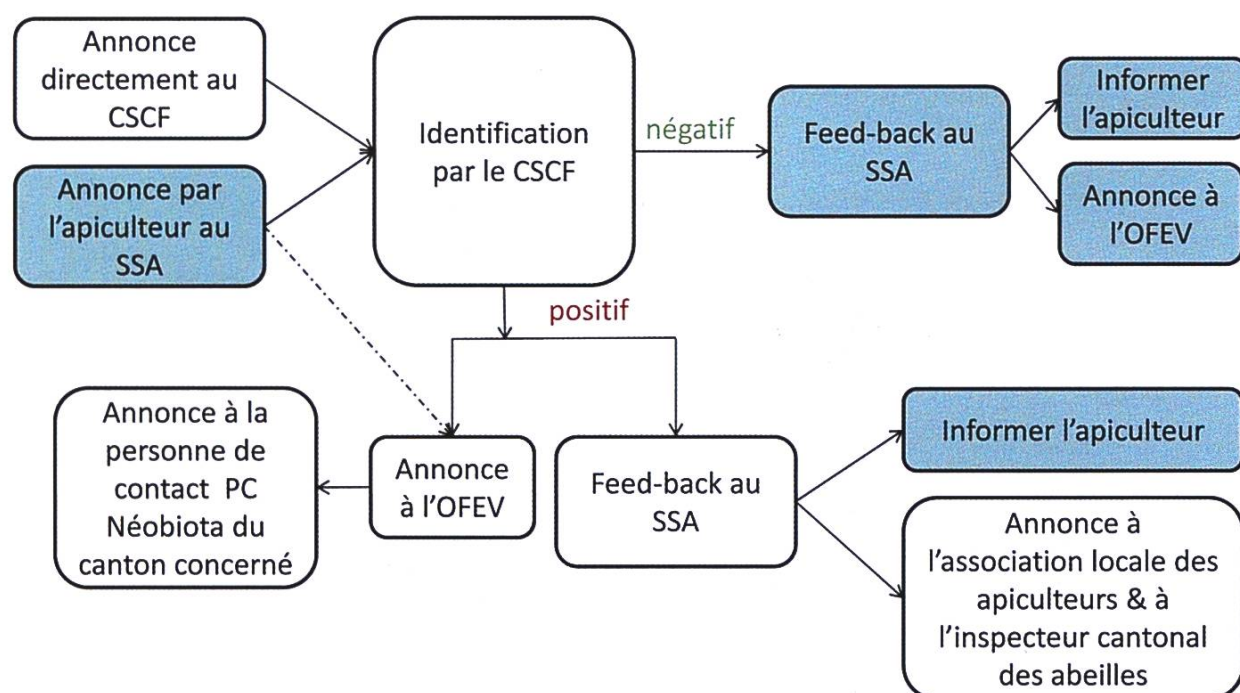 Annonce
directement au
CSCF
Annonce par
l'apiculteur au
SSA
Identification
par le CSCF
négatif
Feed-back au
SSA
Informer
l'apiculteur
Annonce à
l'OFEV
positif
Annonce à la
personne de
contact PC
Néobiota du
canton concerné
Annonce
à l'OFEV
Feed-back au
SSA
Informer l'apiculteur
Annonce à
l'association locale des
apiculteurs & à
l'inspecteur cantonal
des abeilles